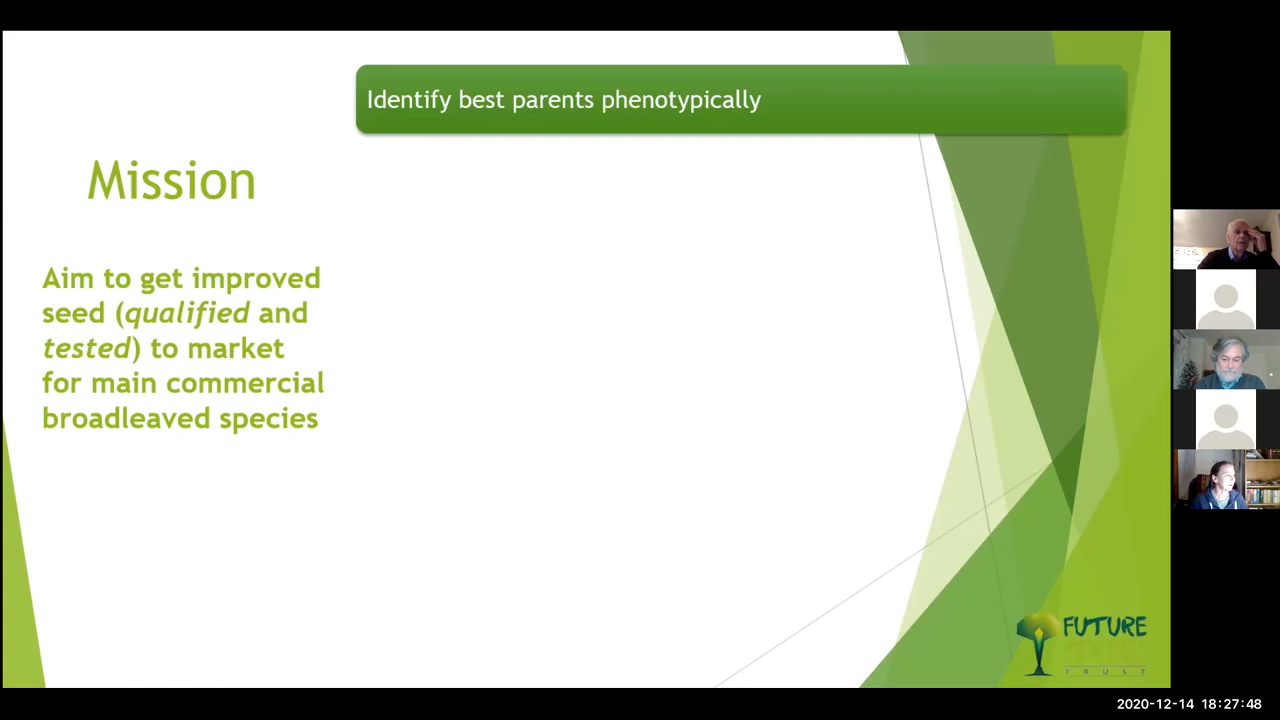 Identify best parents phenotypically
Mission
Aim to get improved
seed (qualified and
tested) to market
for main commercial
broadleaved species
FUTURE
TRUST
2020-12-14 18:27:48